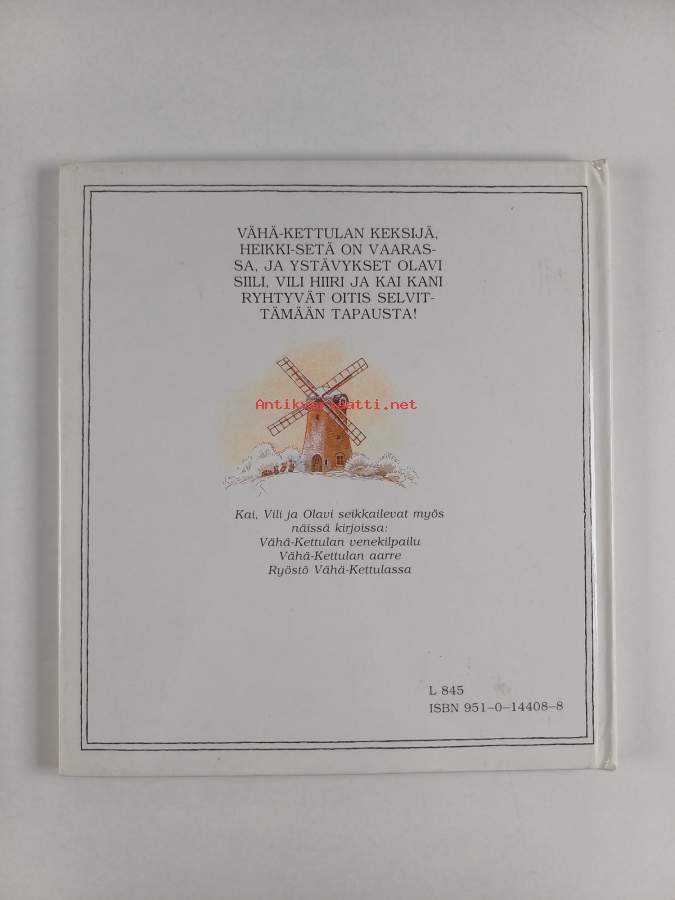 VÄHÄ-KETTULAN KEKSIJÄ,
HEIKKI-SETÄ ON VAARAS-
SA, JA YSTÄVYKSET OLAVI
SIILI, VILI HIIRI JA KAI KANI
RYHTYVÄT OITIS SELVIT-
TÄMÄÄN TAPAUSTA!
Antikvariaatti.net
Kai, Vili ja Olavi seikkailevat myös
näissä kirjoissa:
Vähä-Kettulan venekilpailu
Vähä-Kettulan aarre
Ryöstö Vähä-Kettulassa
L 845
ISBN 951-0-14408-8